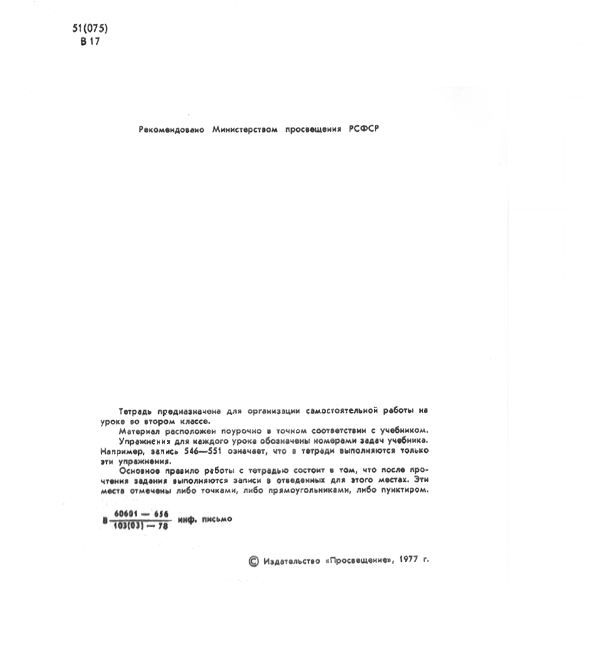 51(075)
В 17
Рекомендовано Министерством просвещения РСФСР
Тетрадь предназначена для организации самостоятельной работы на
уроке во втором классе.
Материал расположен поурочно в точном соответствии с учебником.
Упражнения для каждого урока обозначены номерами задач учебника.
Например, запись 546—551 означает, что в тетради выполняются только
эти упражнения.
Основное правило работы с тетрадью состоит в том, что после про-
чтения задания выполняются записи в отведенных для этого местах. Эти
места отмечены либо точками, либо прямоугольниками, либо пунктиром.
60601 — 656
В ——— инф. письмо
103(03) — 78
© Издательство «Просвещение», 1977 г.